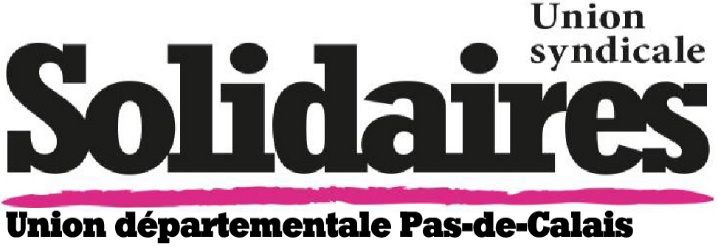 Union
syndicale
Solidaires
Union départementale Pas-de-Calais